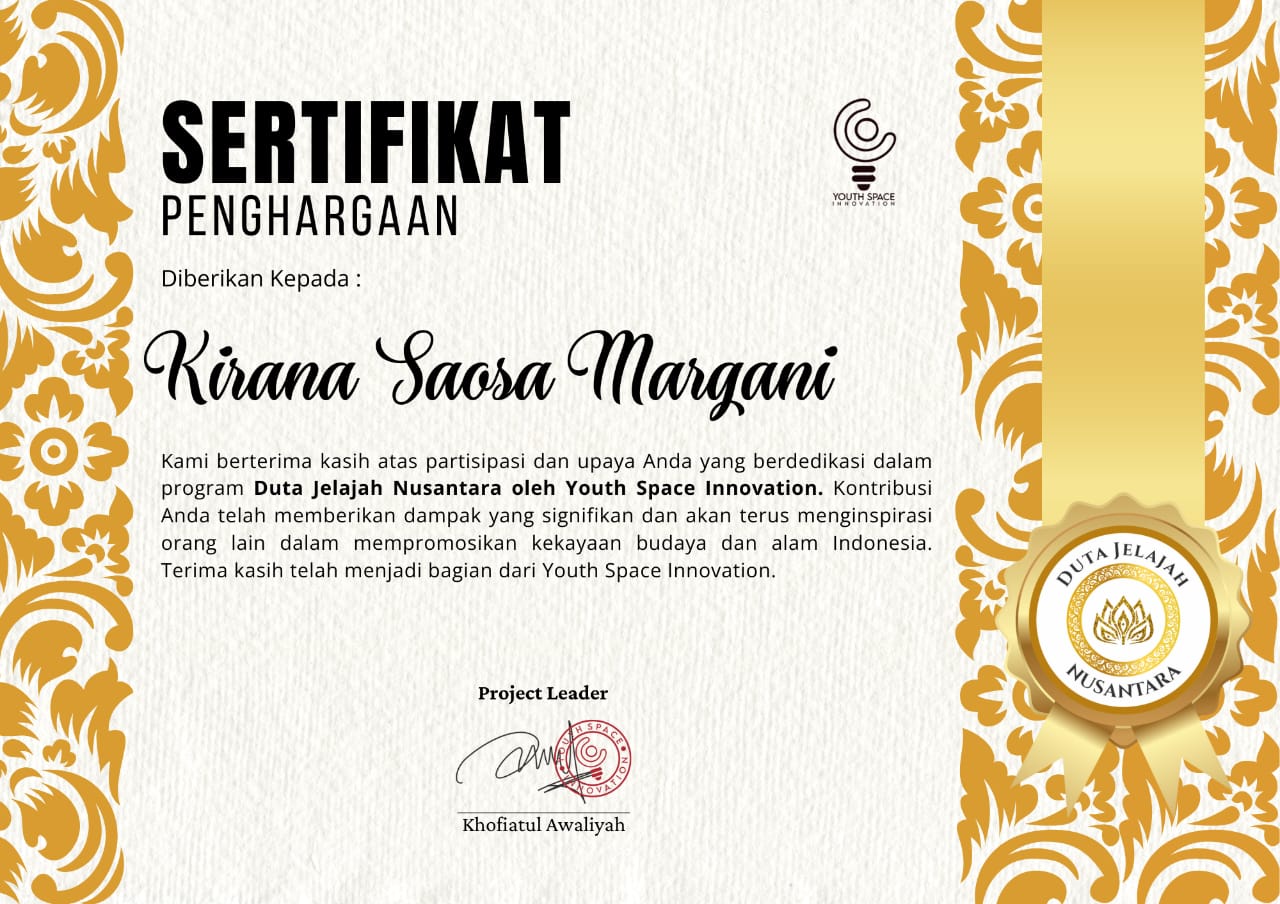 SERTIFIKAT
PENGHARGAAN
YOUTH SPACE
INNOVATION
Diberikan Kepada :
Kirana Saosa Margani
Kami berterima kasih atas partisipasi dan upaya Anda yang berdedikasi dalam
program Duta Jelajah Nusantara oleh Youth Space Innovation. Kontribusi
Anda telah memberikan dampak yang signifikan dan akan terus menginspirasi
orang lain dalam mempromosikan kekayaan budaya dan alam Indonesia.
Terima kasih telah menjadi bagian dari Youth Space Innovation.
DUTA JELAJAH
NUSANTARA
Project Leader
YOUTH SPACE
INNOVATION
Khofiatul Awaliyah